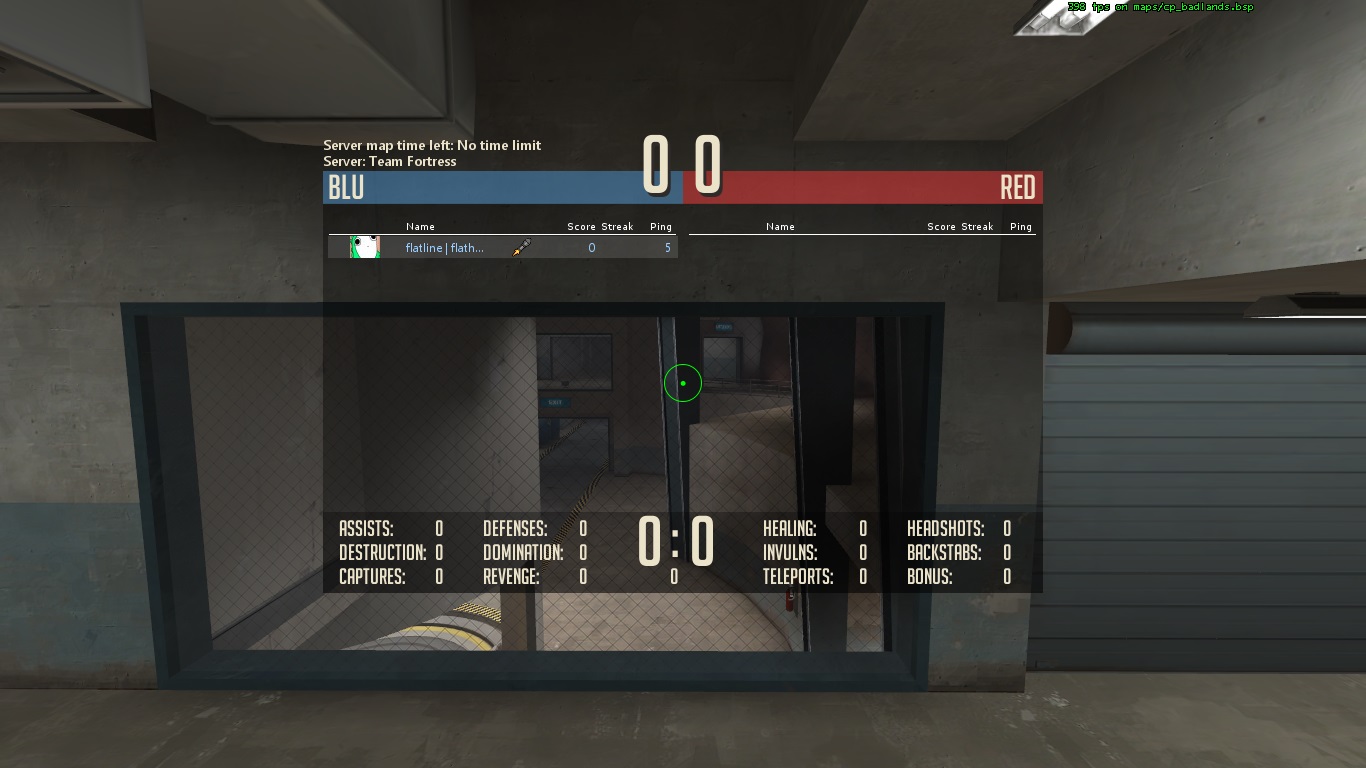 298 fps on maps/cp_badlands.bsp
Server map time left: No time limit
Server: Team Fortress
0 0
BLU RED
Name Score Streak Ping Name Score Streak Ping
flatline | flath... 0 5
ASSISTS: 0 DEFENSES: 0 0:0 HEALING: 0 HEADSHOTS: 0
DESTRUCTION: 0 DOMINATION: 0 INVULNS: 0 BACKSTABS: 0
CAPTURES: 0 REVENGE: 0 0 TELEPORTS: 0 BONUS: 0